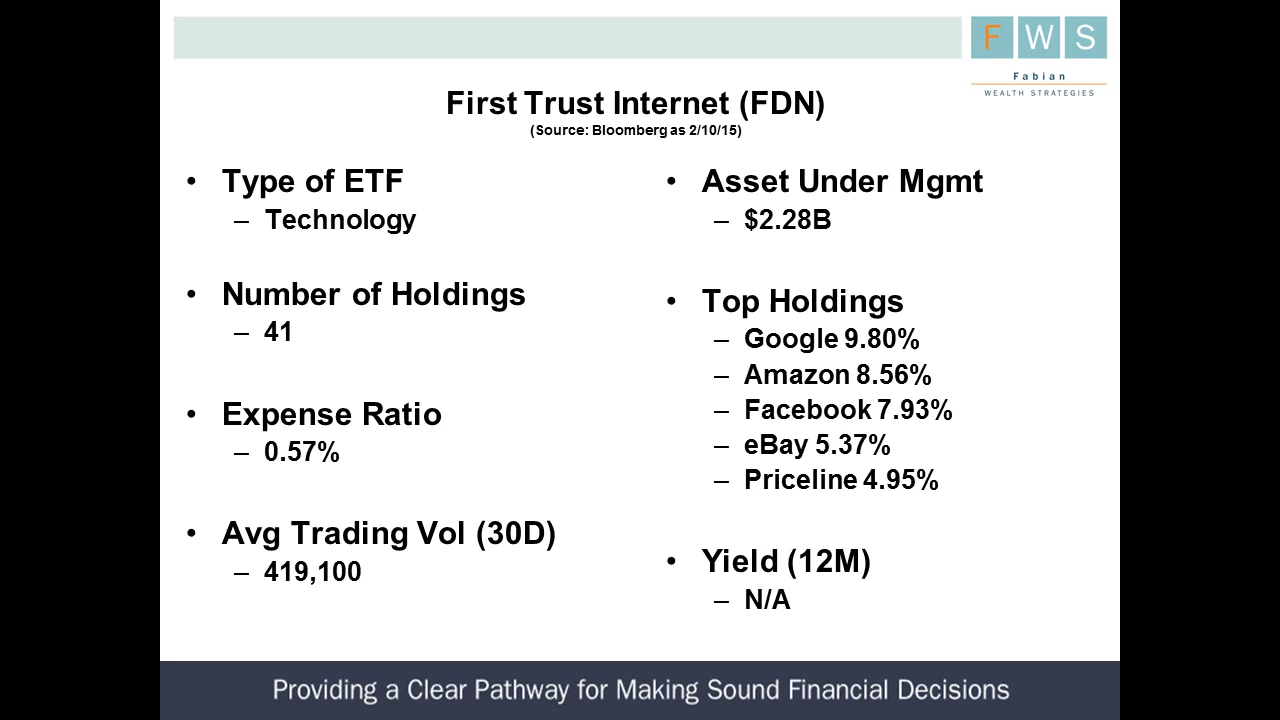 F W S
Fabian
WEALTH STRATEGIES
First Trust Internet (FDN)
(Source: Bloomberg as 2/10/15)
• Type of ETF
– Technology
• Number of Holdings
– 41
• Expense Ratio
– 0.57%
• Avg Trading Vol (30D)
– 419,100
• Asset Under Mgmt
– $2.28B
• Top Holdings
– Google 9.80%
– Amazon 8.56%
– Facebook 7.93%
– eBay 5.37%
– Priceline 4.95%
• Yield (12M)
– N/A
Providing a Clear Pathway for Making Sound Financial Decisions